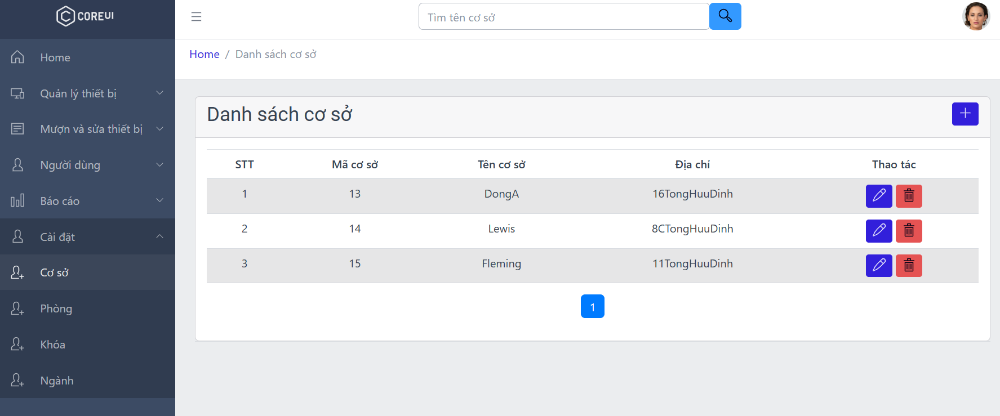 COREUI
Home
Quản lý thiết bị
Mượn và sửa thiết bị
Người dùng
Báo cáo
Cài đặt
Cơ sở
Phòng
Khóa
Ngành
Tìm tên cơ sở
Home / Danh sách cơ sở
Danh sách cơ sở
STT Mã cơ sở Tên cơ sở Địa chỉ Thao tác
1 13 DongA 16TongHuuDinh
2 14 Lewis 8CTongHuuDinh
3 15 Fleming 11TongHuuDinh
1